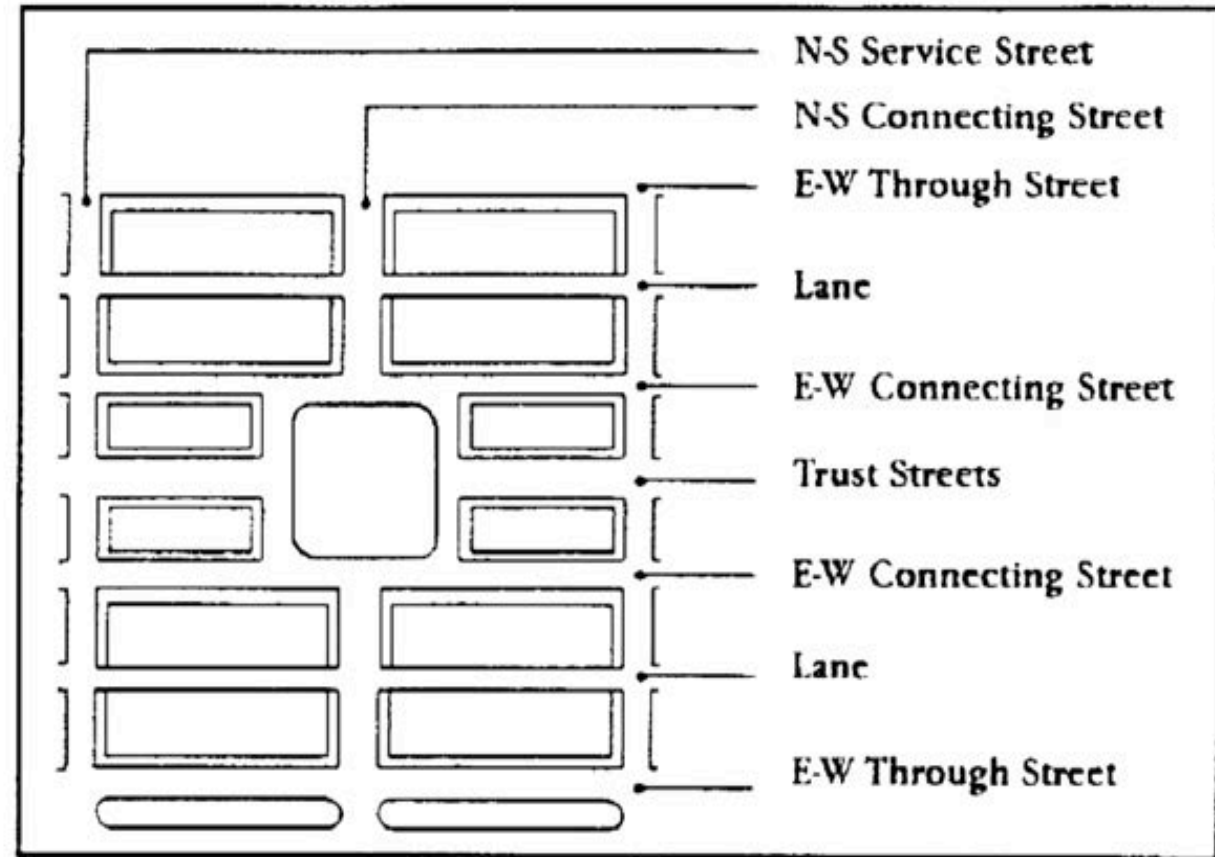 N-S Service Street
N-S Connecting Street
E-W Through Street
Lane
E-W Connecting Street
Trust Streets
E-W Connecting Street
Lane
E-W Through Street